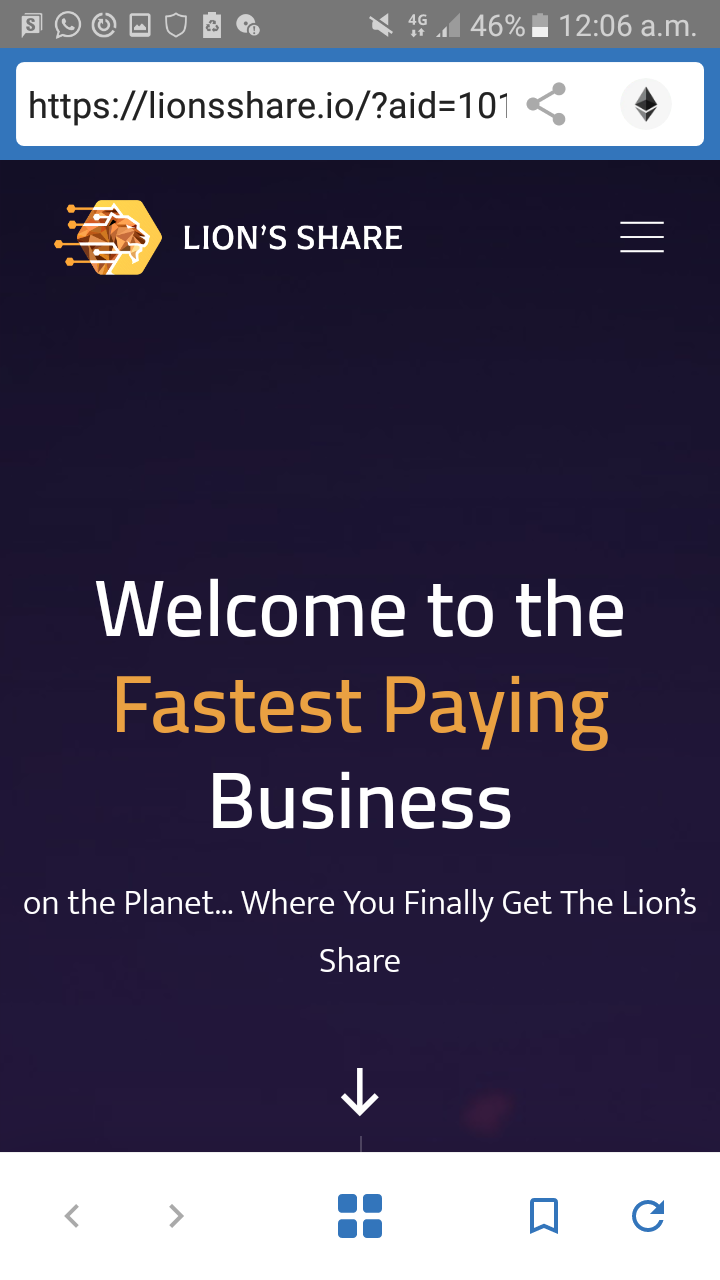 4G 46% 12:06 a.m.
https://lionsshare.io/?aid=101
LION'S SHARE
Welcome to the
Fastest Paying
Business
on the Planet... Where You Finally Get The Lion's
Share